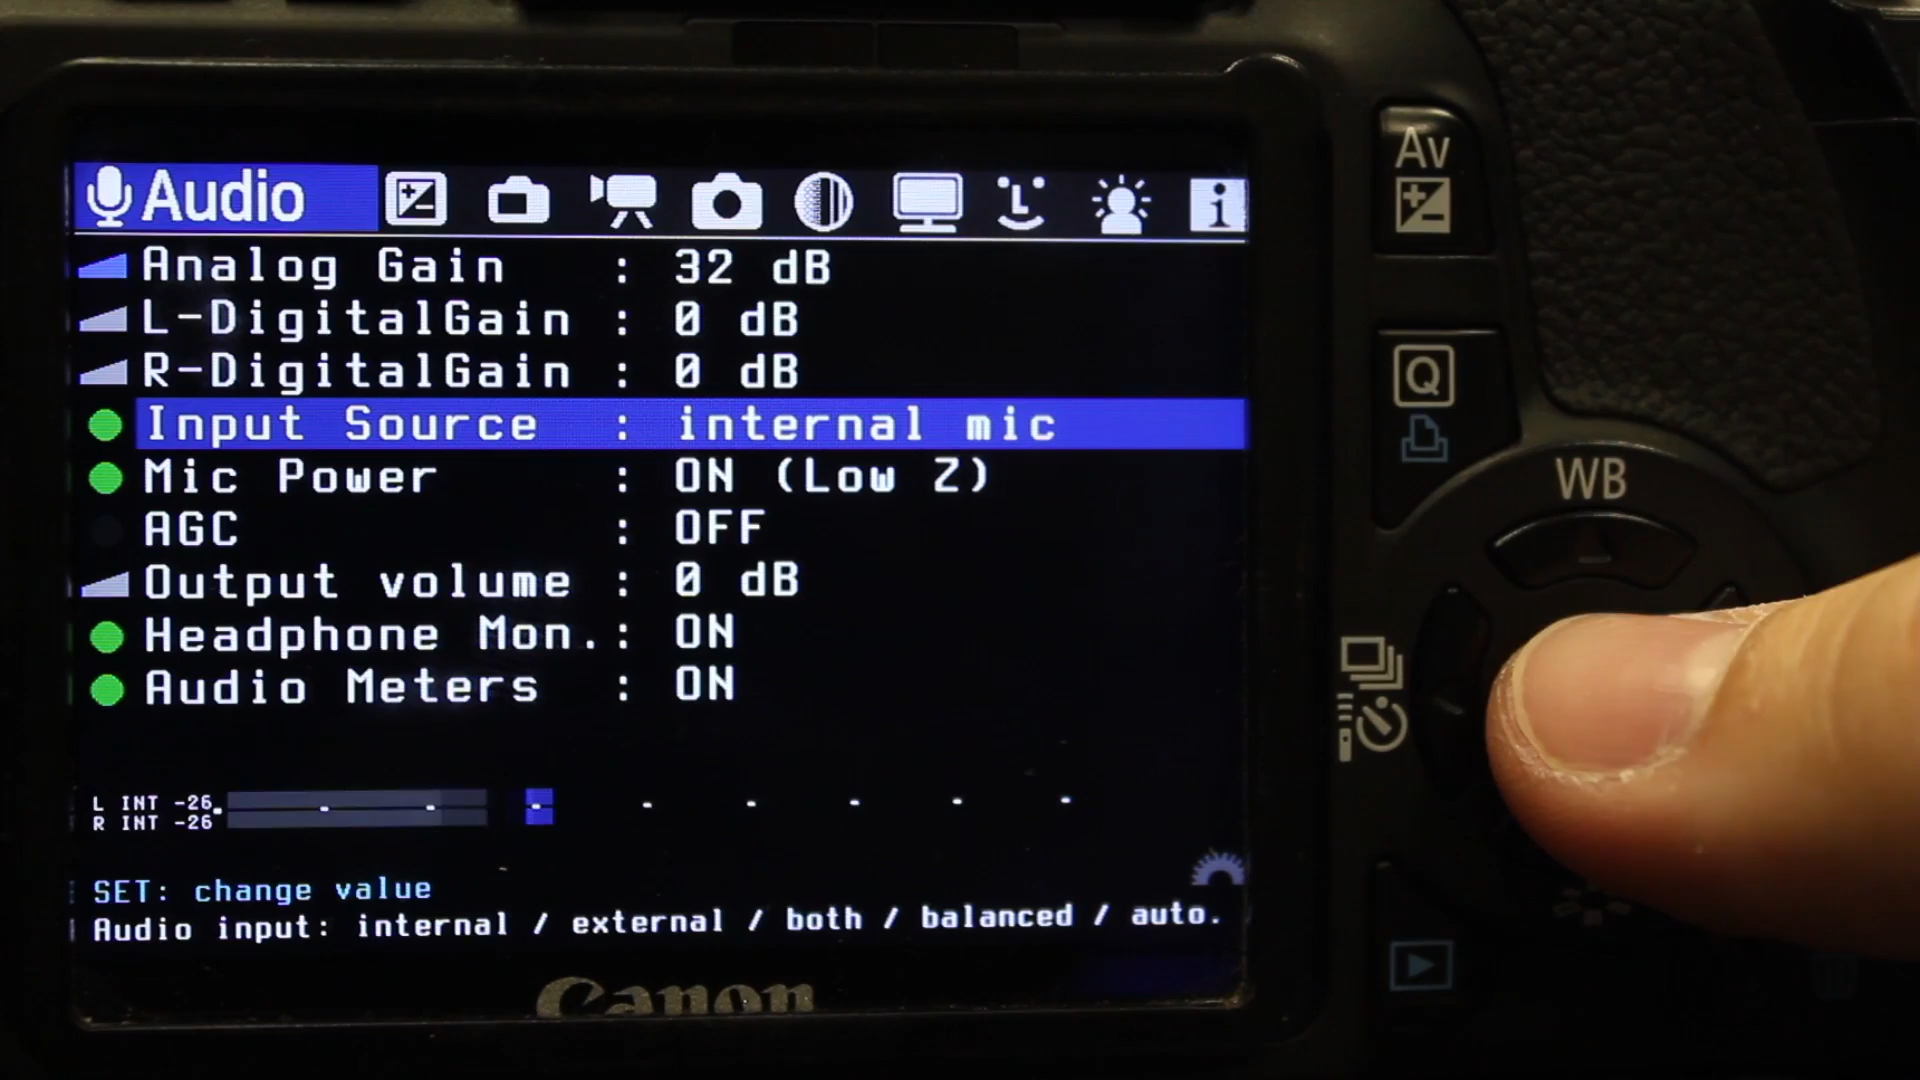 Audio
Analog Gain : 32 dB
L-DigitalGain : 0 dB
R-DigitalGain : 0 dB
Input Source : internal mic
Mic Power : ON (Low Z)
AGC : OFF
Output volume : 0 dB
Headphone Mon.: ON
Audio Meters : ON
L INT -26
R INT -26
SET: change value
Audio input: internal / external / both / balanced / auto.
Canon
Av
Q
WB